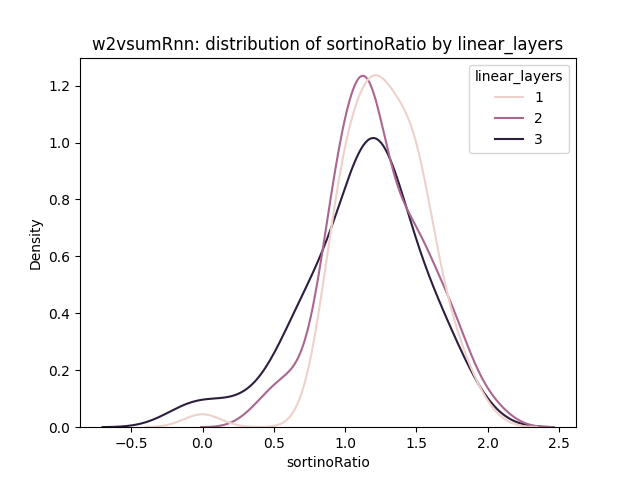 w2vsumRnn: distribution of sortinoRatio by linear_layers
linear_layers
1
2
3
Density
1.2
1.0
0.8
0.6
0.4
0.2
0.0
−0.5 0.0 0.5 1.0 1.5 2.0 2.5
sortinoRatio